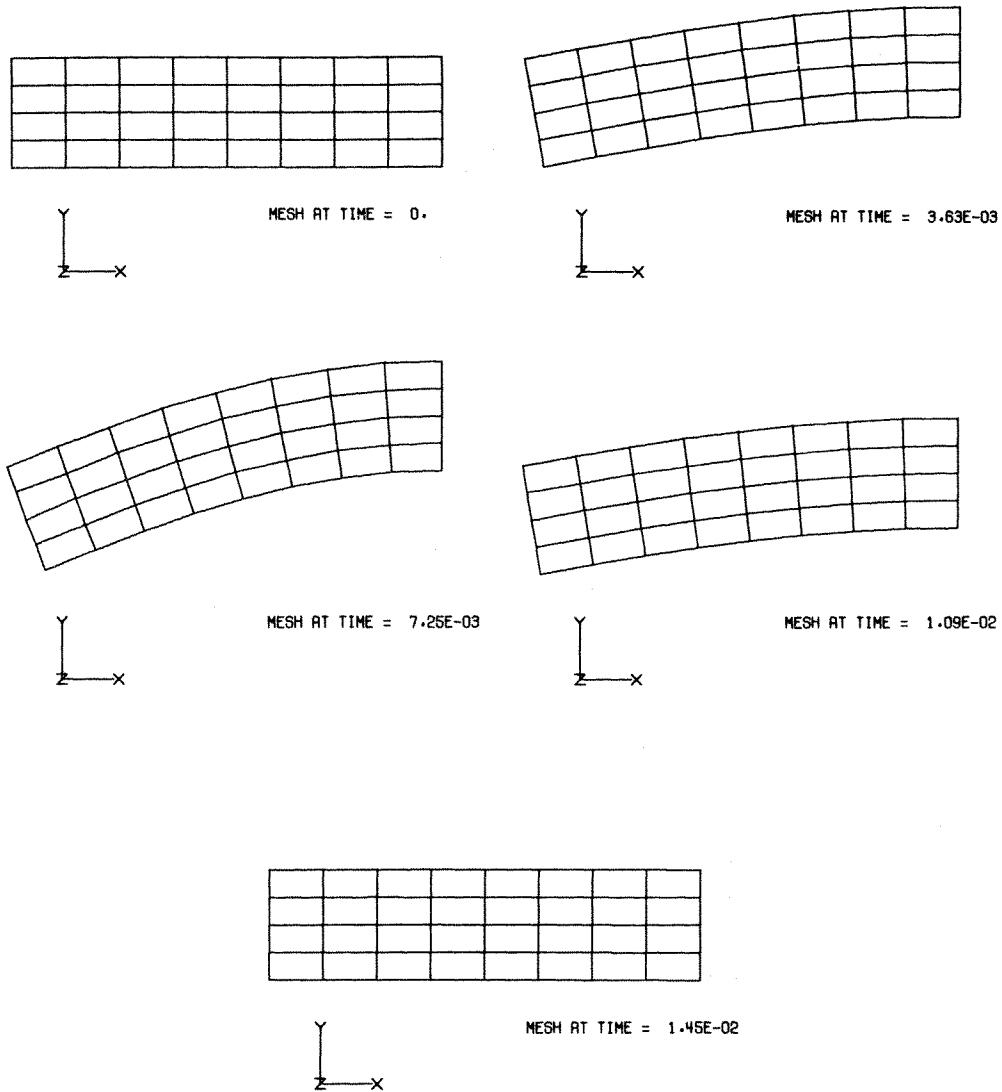 MESH AT TIME = 0.
Y
Z X
MESH AT TIME = 3.63E-03
Y
Z X
MESH AT TIME = 7.25E-03
Y
Z X
MESH AT TIME = 1.09E-02
Y
Z X
MESH AT TIME = 1.45E-02
Y
Z X